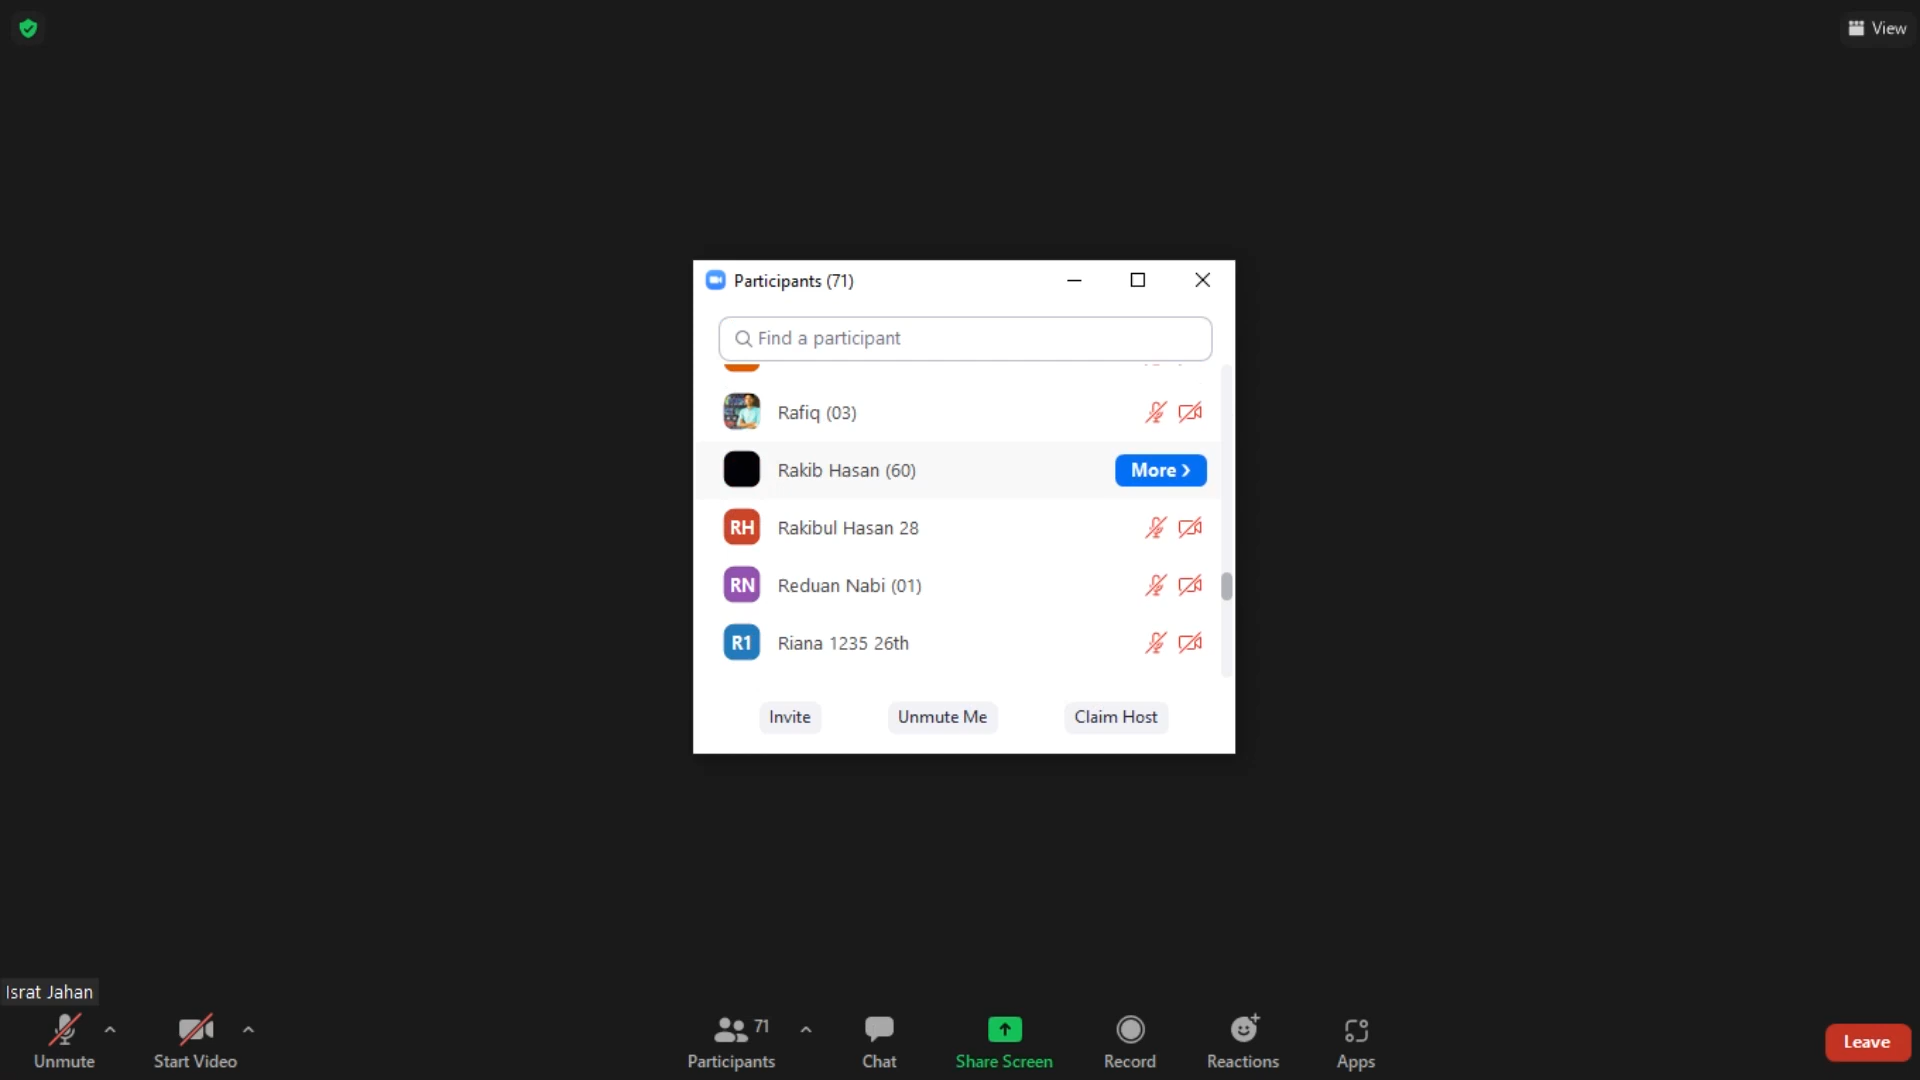 View
Participants (71)
Find a participant
Rafiq (03)
Rakib Hasan (60)
More
RH Rakibul Hasan 28
RN Reduan Nabi (01)
R1 Riana 1235 26th
Invite Unmute Me Claim Host
Israt Jahan
71
Unmute Start Video Participants Chat Share Screen Record Reactions Apps Leave